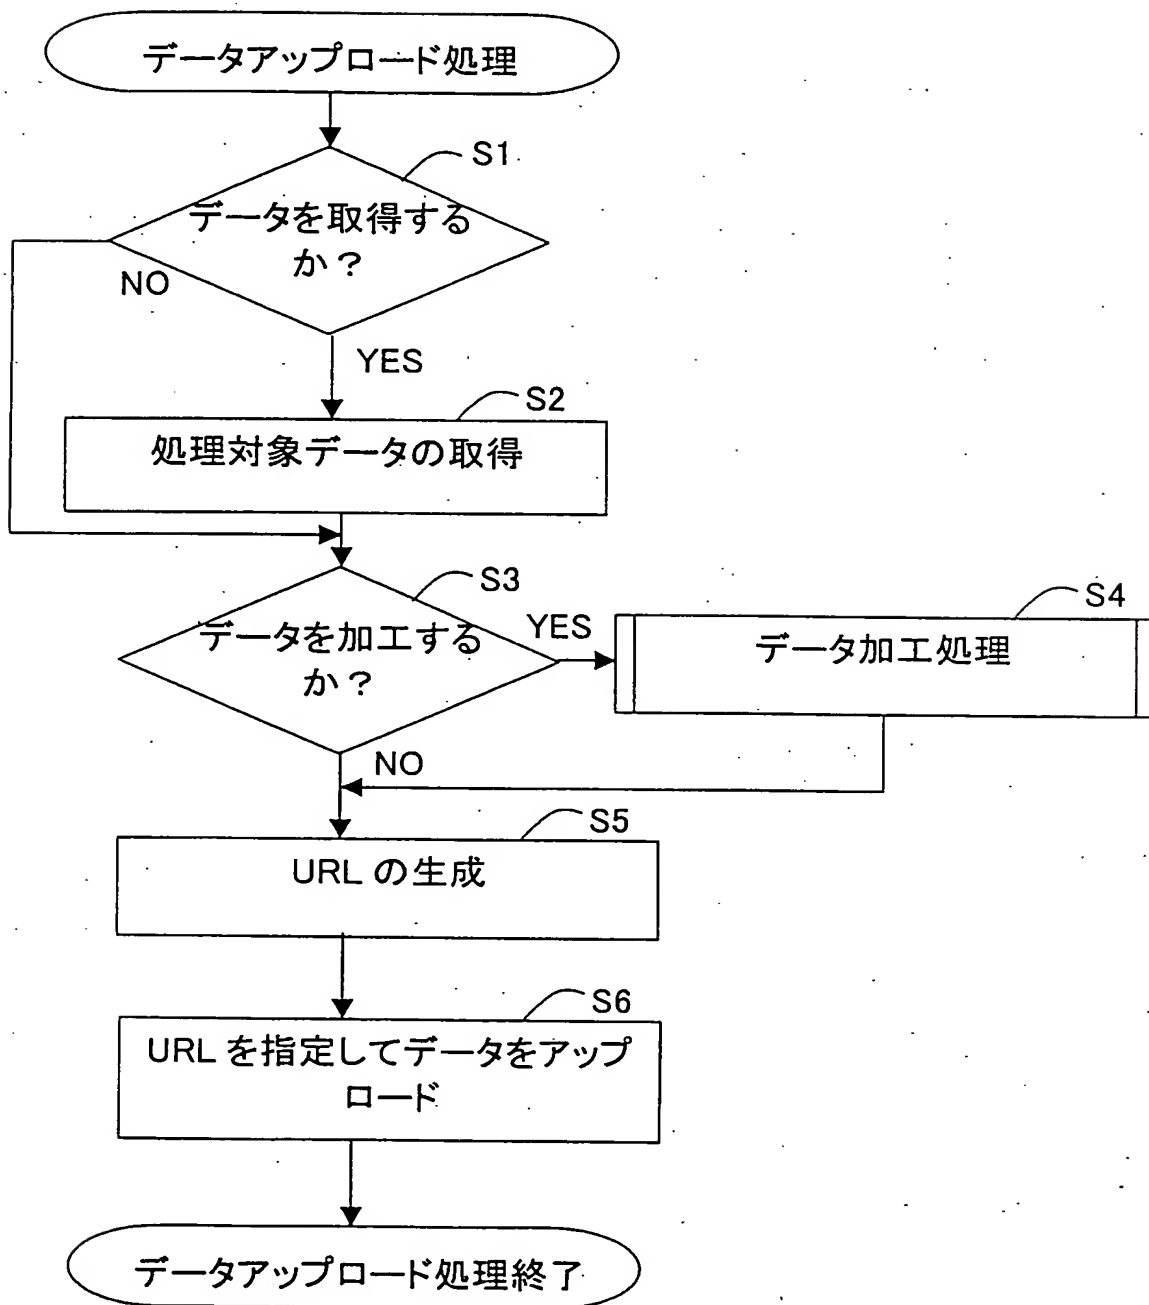 データアップロード処理
S1
データを取得する
か？
NO
YES
S2
処理対象データの取得
S3
データを加工する
か？
YES
S4
データ加工処理
NO
S5
URL の生成
S6
URL を指定してデータをアップ
ロード
データアップロード処理終了